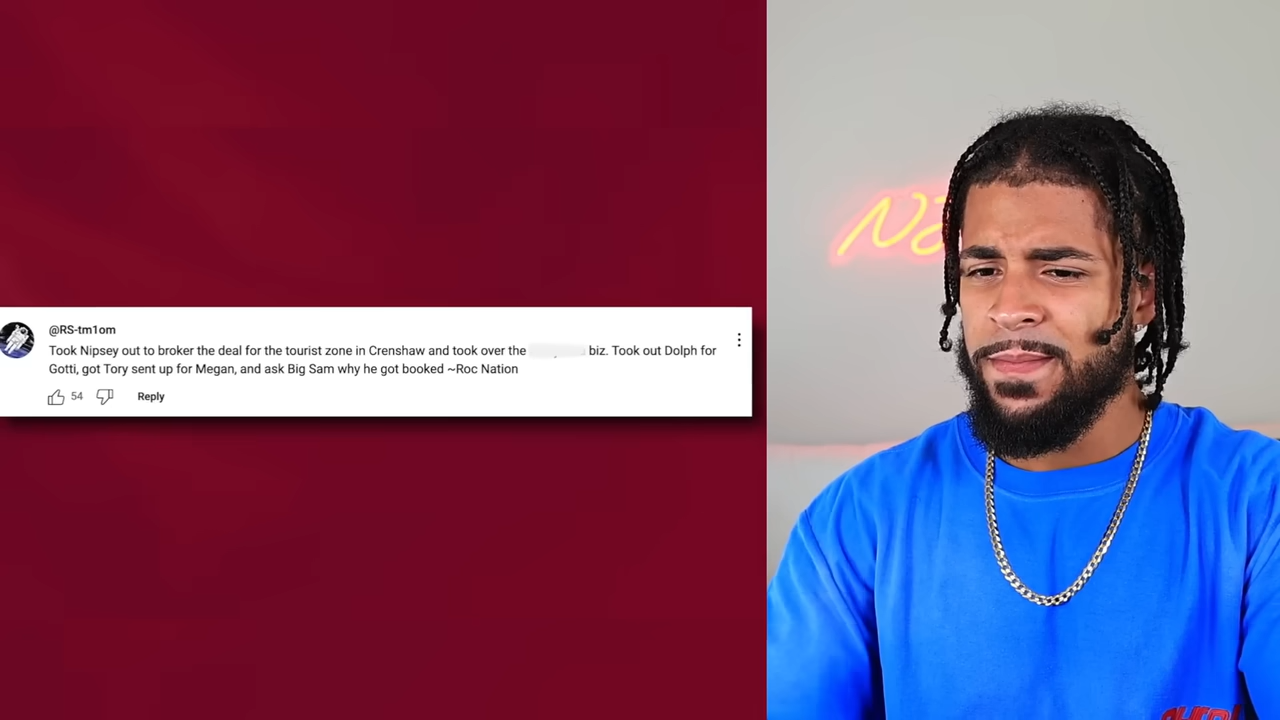 @RS-tm1om
Took Nipsey out to broker the deal for the tourist zone in Crenshaw and took over the biz. Took out Dolph for
Gotti, got Tory sent up for Megan, and ask Big Sam why he got booked ~Roc Nation
54
Reply